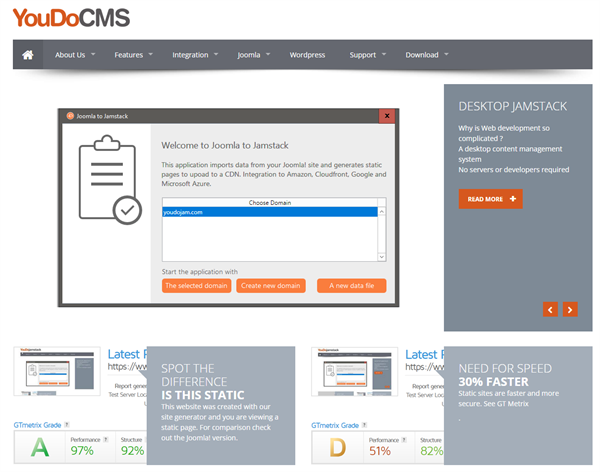 YouDoCMS
About Us
Features
Integration
Joomla
Wordpress
Support
Download
Joomla to Jamstack
x
Welcome to Joomla to Jamstack
This application imports data from your Joomla! site and generates static
pages to upoad to a CDN. Integration to Amazon, Cloudfront, Google and
Microsoft Azure.
Choose Domain
youdojam.com
Start the application with
The selected domain
Create new domain
A new data file
DESKTOP JAMSTACK
Why is Web development so
complicated ?
A desktop content management
system
No servers or developers required
READ MORE +
Latest
https://ww
Report gener
Test Server Loca
GTmetrix Grade ?
A
Performance ?
97%
Structure ?
92%
SPOT THE
DIFFERENCE
IS THIS STATIC
This website was created with our
site generator and you are viewing a
static page. For comparison check
out the Joomla version.
Latest
https://ww
Report gene
Test Server Loc
GTmetrix Grade ?
D
Performance ?
51%
Structure ?
82%
NEED FOR SPEED
30% FASTER
Static sites are faster and more
secure. See GT Metrix
.